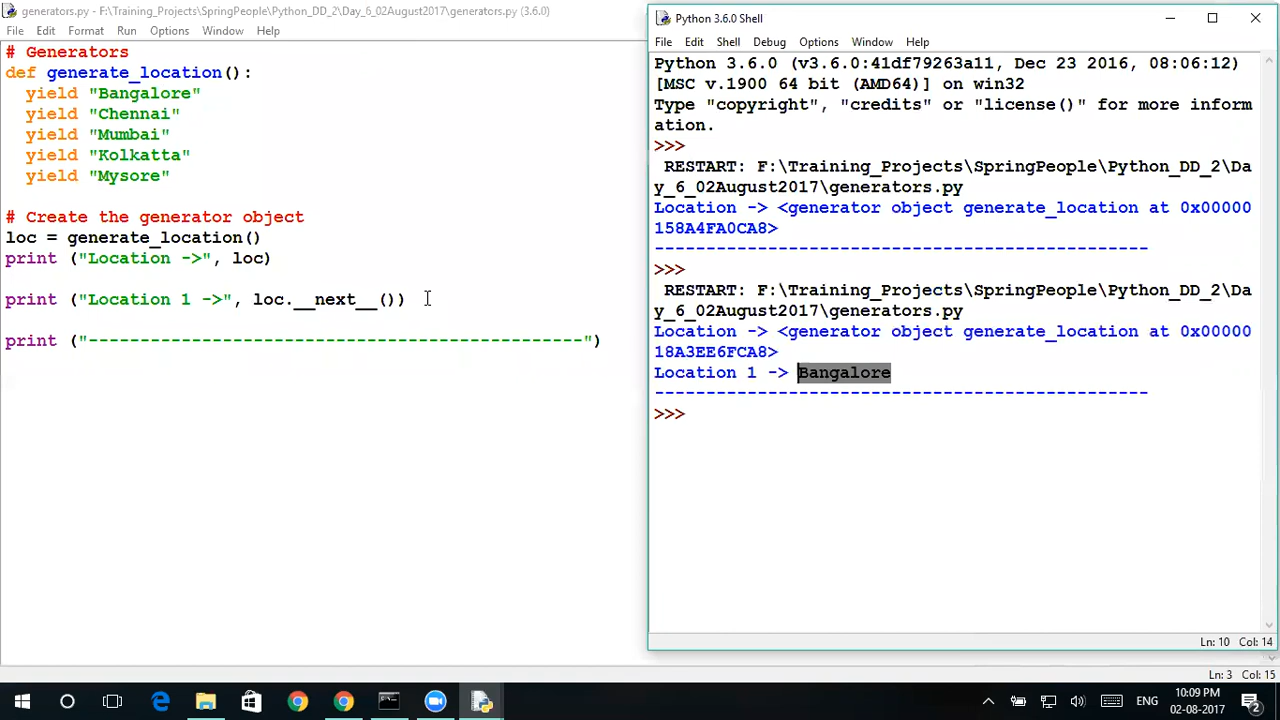 generators.py - F:\Training_Projects\SpringPeople\Python_DD_2\Day_6_02August2017\generators.py (3.6.0)
File Edit Format Run Options Window Help
# Generators
def generate_location():
yield "Bangalore"
yield "Chennai"
yield "Mumbai"
yield "Kolkatta"
yield "Mysore"
# Create the generator object
loc = generate_location()
print ("Location ->", loc)
print ("Location 1 ->", loc.__next__())
print ("------------------------------------------------")
Ln: 3 Col: 15
Python 3.6.0 Shell
File Edit Shell Debug Options Window Help
Python 3.6.0 (v3.6.0:41df79263a11, Dec 23 2016, 08:06:12)
[MSC v.1900 64 bit (AMD64)] on win32
Type "copyright", "credits" or "license()" for more inform
ation.
>>>
RESTART: F:\Training_Projects\SpringPeople\Python_DD_2\Da
y_6_02August2017\generators.py
Location -> <generator object generate_location at 0x00000
158A4FA0CA8>
------------------------------------------------
>>>
RESTART: F:\Training_Projects\SpringPeople\Python_DD_2\Da
y_6_02August2017\generators.py
Location -> <generator object generate_location at 0x00000
18A3EE6FCA8>
Location 1 -> Bangalore
------------------------------------------------
>>>
Ln: 10 Col: 14
ENG
10:09 PM
02-08-2017
2